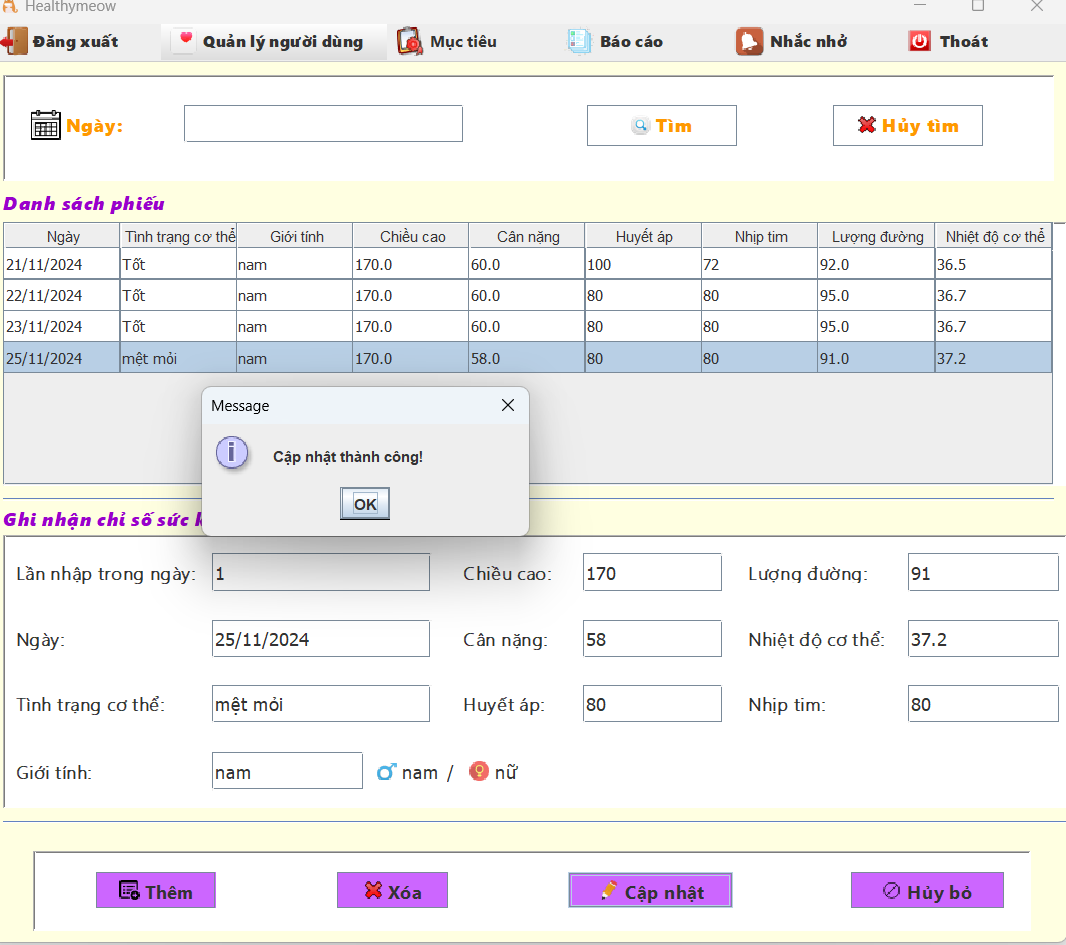 Healthymeow
Đăng xuất Quản lý người dùng Mục tiêu Báo cáo Nhắc nhở Thoát
Ngày: Tìm Hủy tìm
Danh sách phiếu
Ngày Tình trạng cơ thể Giới tính Chiều cao Cân nặng Huyết áp Nhịp tim Lượng đường Nhiệt độ cơ thể
21/11/2024 Tốt nam 170.0 60.0 100 72 92.0 36.5
22/11/2024 Tốt nam 170.0 60.0 80 80 95.0 36.7
23/11/2024 Tốt nam 170.0 60.0 80 80 95.0 36.7
25/11/2024 mệt mỏi nam 170.0 58.0 80 80 91.0 37.2
Message
Cập nhật thành công!
OK
Ghi nhận chỉ số sức
Lần nhập trong ngày: 1 Chiều cao: 170 Lượng đường: 91
Ngày: 25/11/2024 Cân nặng: 58 Nhiệt độ cơ thể: 37.2
Tình trạng cơ thể: mệt mỏi Huyết áp: 80 Nhịp tim: 80
Giới tính: nam nam / nữ
Thêm Xóa Cập nhật Hủy bỏ